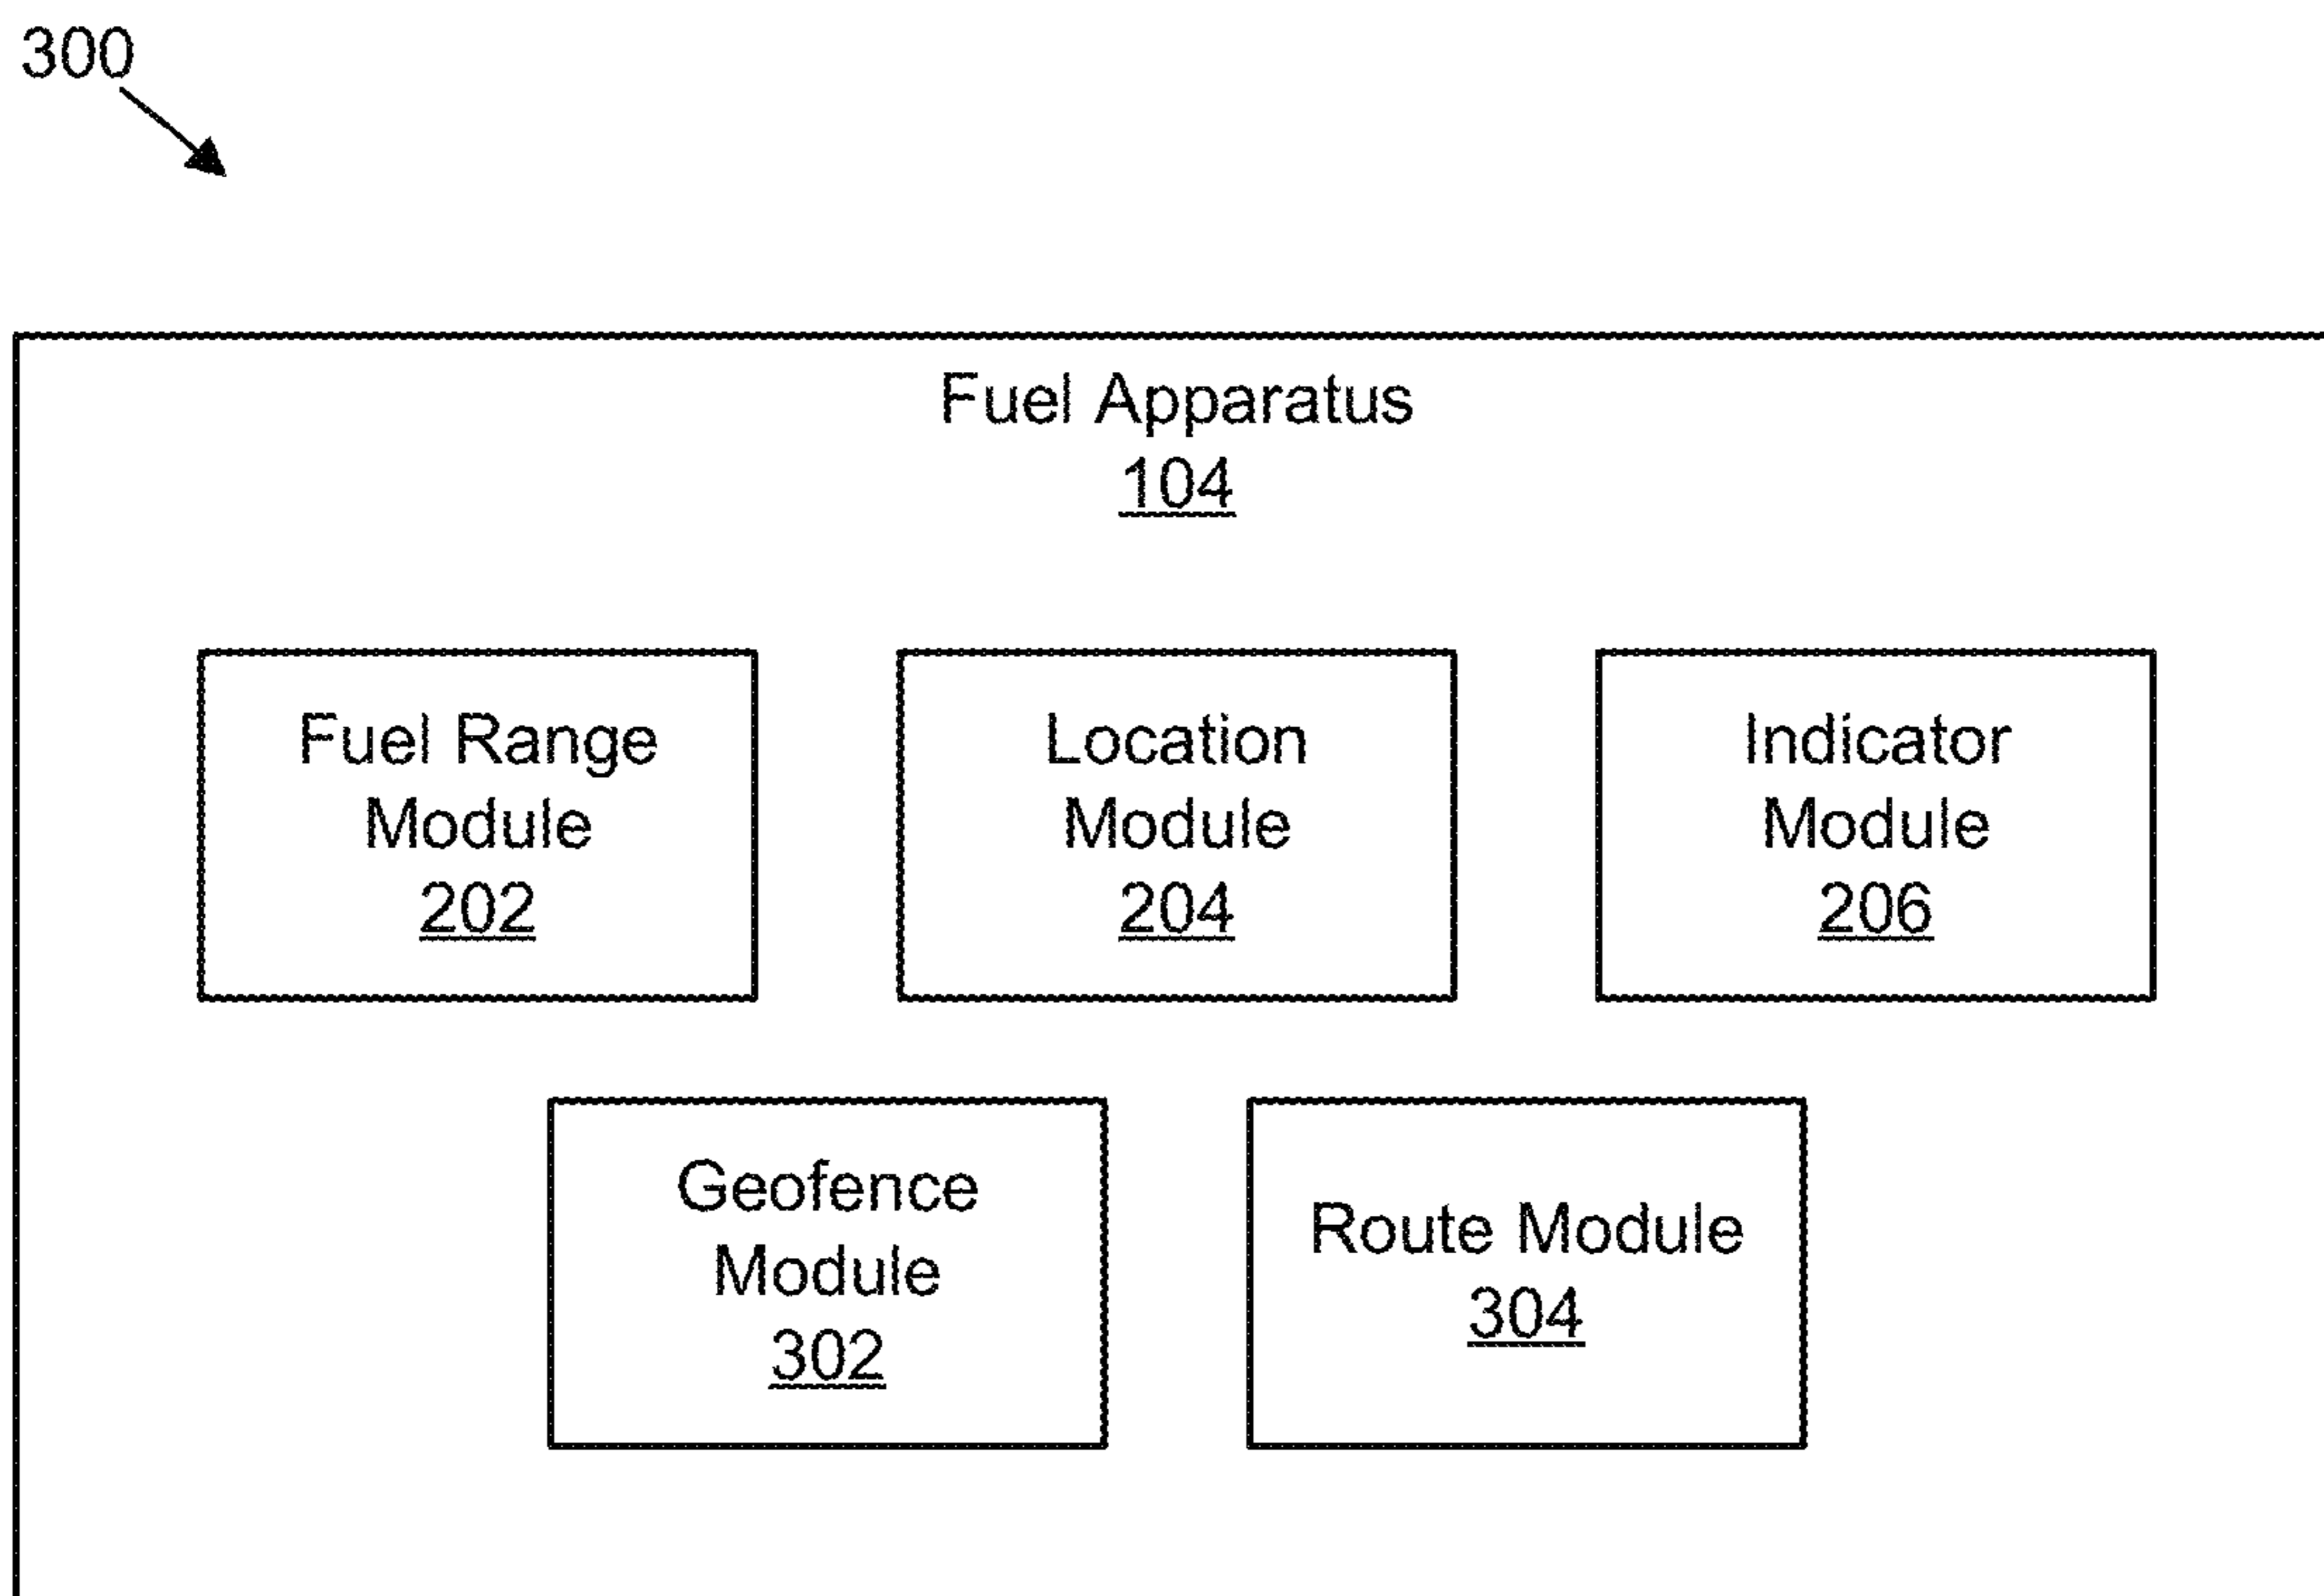 300
Fuel Apparatus
104
Fuel Range
Module
202
Location
Module
204
Indicator
Module
206
Geofence
Module
302
Route Module
304